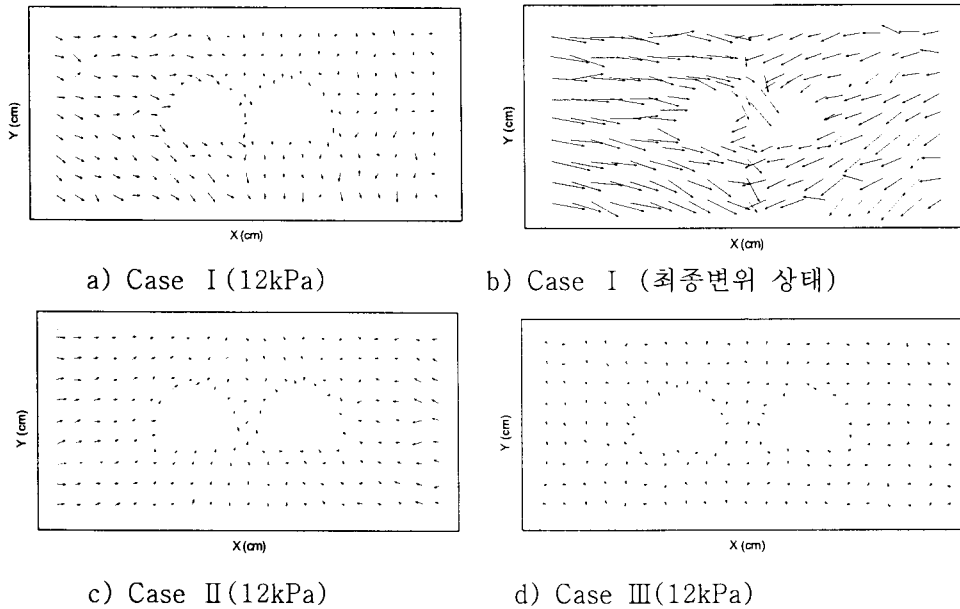 Y (cm)
X (cm)
a) Case Ⅰ(12kPa)
Y (cm)
X (cm)
b) Case Ⅰ (최종변위 상태)
Y (cm)
X (cm)
c) Case Ⅱ(12kPa)
Y (cm)
X (cm)
d) Case Ⅲ(12kPa)